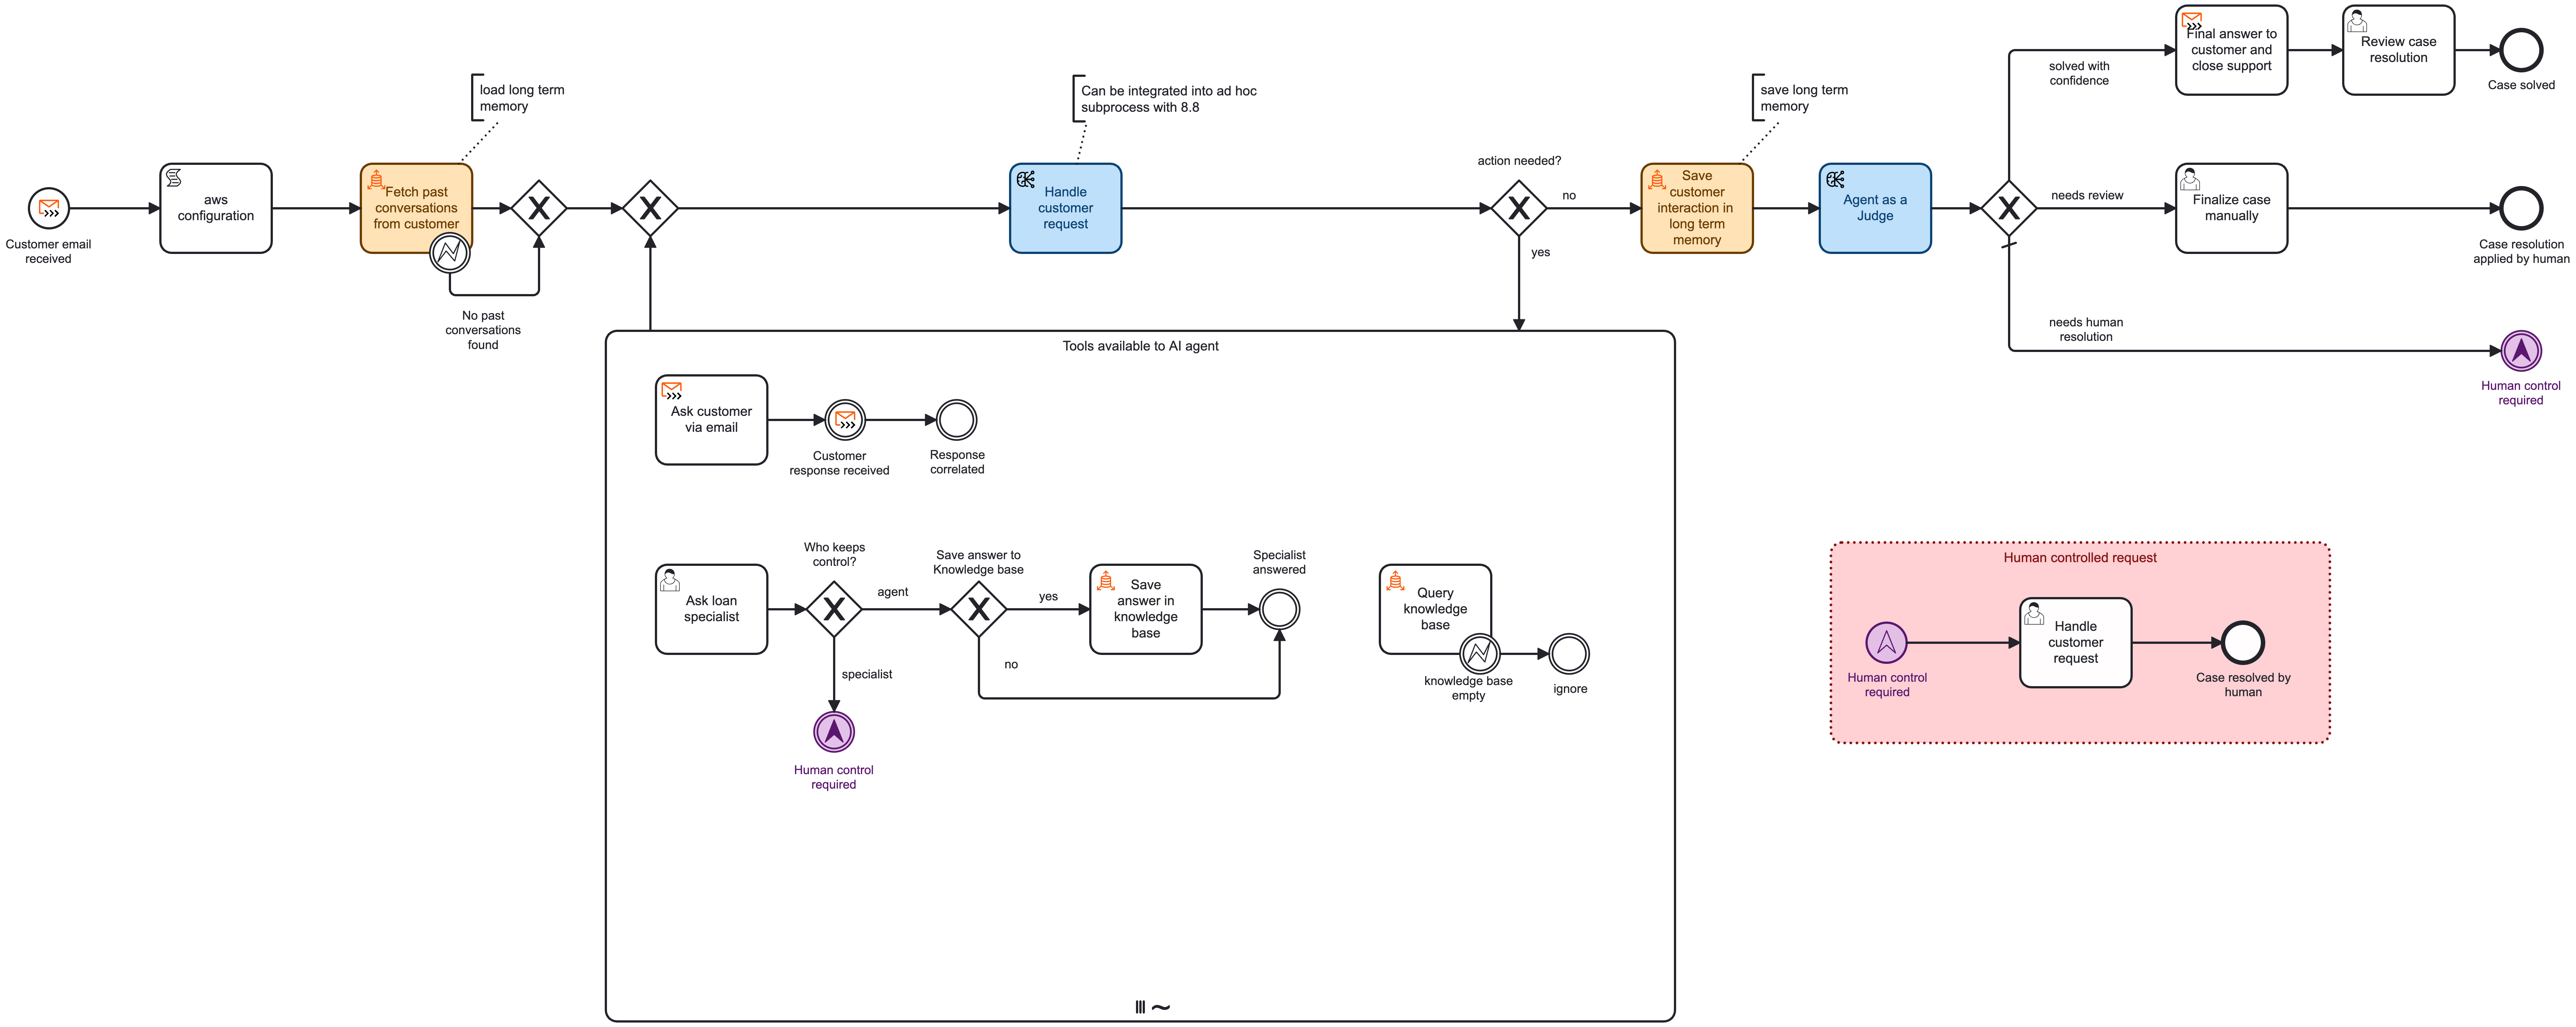 Customer email
received
aws
configuration
load long term
memory
Fetch past
conversations
from customer
No past
conversations
found
Can be integrated into ad hoc
subprocess with 8.8
Handle
customer
request
action needed?
no
yes
save long term
memory
Save
customer
interaction in
long term
memory
Agent as a
Judge
solved with
confidence
Final answer to
customer and
close support
Review case
resolution
Case solved
needs review
Finalize case
manually
Case resolution
applied by human
needs human
resolution
Human control
required
Tools available to AI agent
Ask customer
via email
Customer
response received
Response
correlated
Ask loan
specialist
Who keeps
control?
agent
specialist
Human control
required
Save answer to
Knowledge base
yes
no
Save
answer in
knowledge
base
Specialist
answered
Query
knowledge
base
knowledge base
empty
ignore
Human controlled request
Human control
required
Handle
customer
request
Case resolved by
human